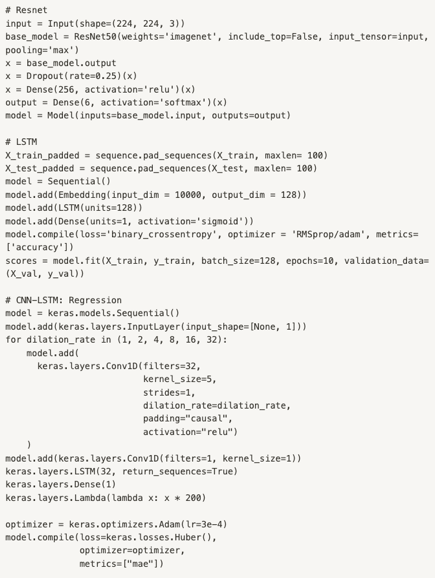 # Resnet
input = Input(shape=(224, 224, 3))
base_model = ResNet50(weights='imagenet', include_top=False, input_tensor=input,
pooling='max')
x = base_model.output
x = Dropout(rate=0.25)(x)
x = Dense(256, activation='relu')(x)
output = Dense(6, activation='softmax')(x)
model = Model(inputs=base_model.input, outputs=output)

# LSTM
X_train_padded = sequence.pad_sequences(X_train, maxlen= 100)
X_test_padded = sequence.pad_sequences(X_test, maxlen= 100)
model = Sequential()
model.add(Embedding(input_dim = 10000, output_dim = 128))
model.add(LSTM(units=128))
model.add(Dense(units=1, activation='sigmoid'))
model.compile(loss='binary_crossentropy', optimizer = 'RMSprop/adam', metrics=
['accuracy'])
scores = model.fit(X_train, y_train, batch_size=128, epochs=10, validation_data=
(X_val, y_val))

# CNN-LSTM: Regression
model = keras.models.Sequential()
model.add(keras.layers.InputLayer(input_shape=[None, 1]))
for dilation_rate in (1, 2, 4, 8, 16, 32):
    model.add(
      keras.layers.Conv1D(filters=32,
                          kernel_size=5,
                          strides=1,
                          dilation_rate=dilation_rate,
                          padding="causal",
                          activation="relu")
    )
model.add(keras.layers.Conv1D(filters=1, kernel_size=1))
keras.layers.LSTM(32, return_sequences=True)
keras.layers.Dense(1)
keras.layers.Lambda(lambda x: x * 200)

optimizer = keras.optimizers.Adam(lr=3e-4)
model.compile(loss=keras.losses.Huber(),
              optimizer=optimizer,
              metrics=["mae"])